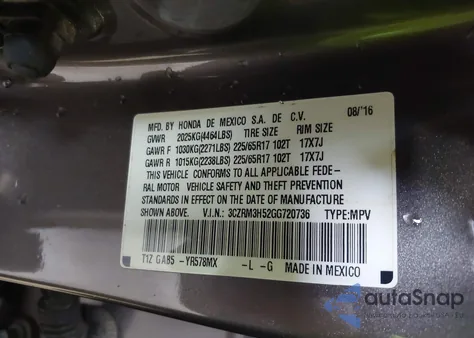 MFD. BY HONDA DE MEXICO S.A. DE C.V. 08/'16
GVWR 2025KG(4464LBS) TIRE SIZE RIM SIZE
GAWR F 1030KG(2271LBS) 225/65R17 102T 17X7J
GAWR R 1015KG(2238LBS) 225/65R17 102T 17X7J
THIS VEHICLE CONFORMS TO ALL APPLICABLE FEDE-
RAL MOTOR VEHICLE SAFETY AND THEFT PREVENTION
STANDARDS IN EFFECT ON THE DATE OF MANUFACTURE
SHOWN ABOVE. V.I.N.: 3CZRM3H52GG720736 TYPE:MPV
T1Z GAB5 -YR578MX -L -G MADE IN MEXICO
autoSnap